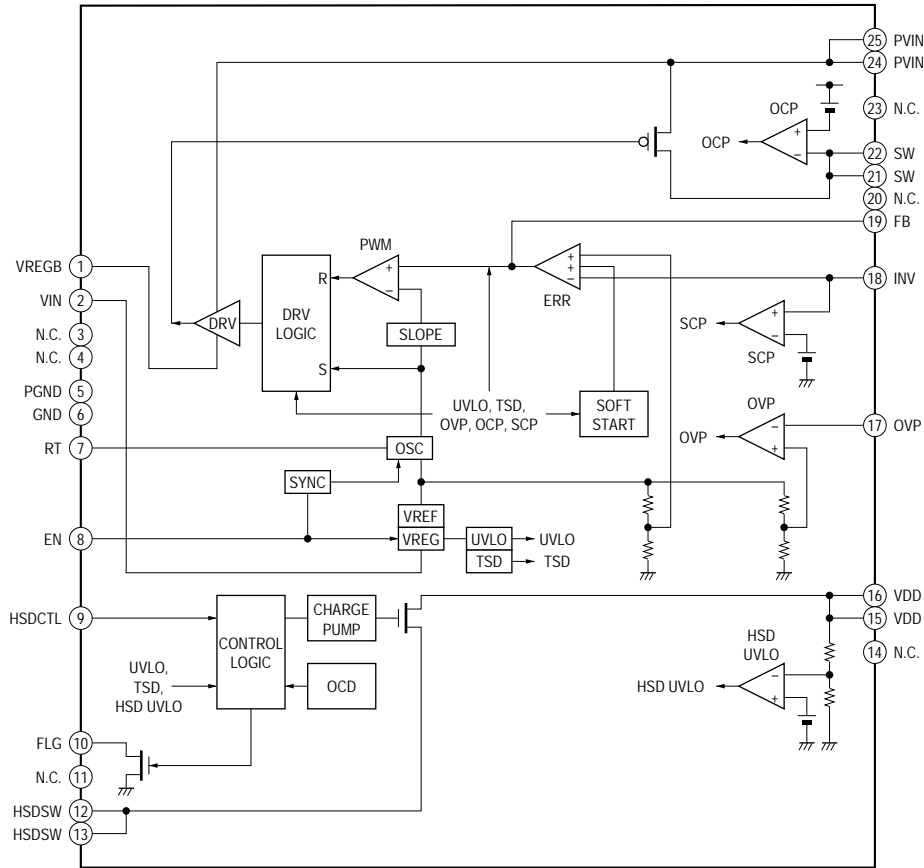 25 PVIN
24 PVIN
OCP
23 N.C.
+
−
OCP
22 SW
21 SW
20 N.C.
19 FB
VREGB 1
PWM
+
−
R
+
+
−
ERR
18 INV
VIN 2
DRV
DRV
LOGIC
SLOPE
+
−
SCP
SCP
N.C. 3
N.C. 4
S
PGND 5
GND 6
UVLO, TSD,
OVP, OCP, SCP
SOFT
START
OVP
−
+
OVP
17 OVP
RT 7
OSC
SYNC
VREF
EN 8
VREG
UVLO
UVLO
TSD
TSD
16 VDD
HSDCTL 9
CHARGE
PUMP
15 VDD
CONTROL
LOGIC
HSD
UVLO
14 N.C.
UVLO,
TSD,
HSD UVLO
OCD
HSD UVLO
−
+
FLG 10
N.C. 11
HSDSW 12
HSDSW 13